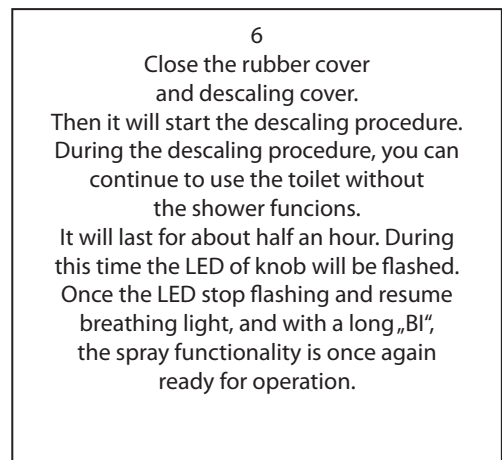 6
Close the rubber cover
and descaling cover.
Then it will start the descaling procedure.
During the descaling procedure, you can
continue to use the toilet without
the shower funcions.
It will last for about half an hour. During
this time the LED of knob will be flashed.
Once the LED stop flashing and resume
breathing light, and with a long „BI“,
the spray functionality is once again
ready for operation.